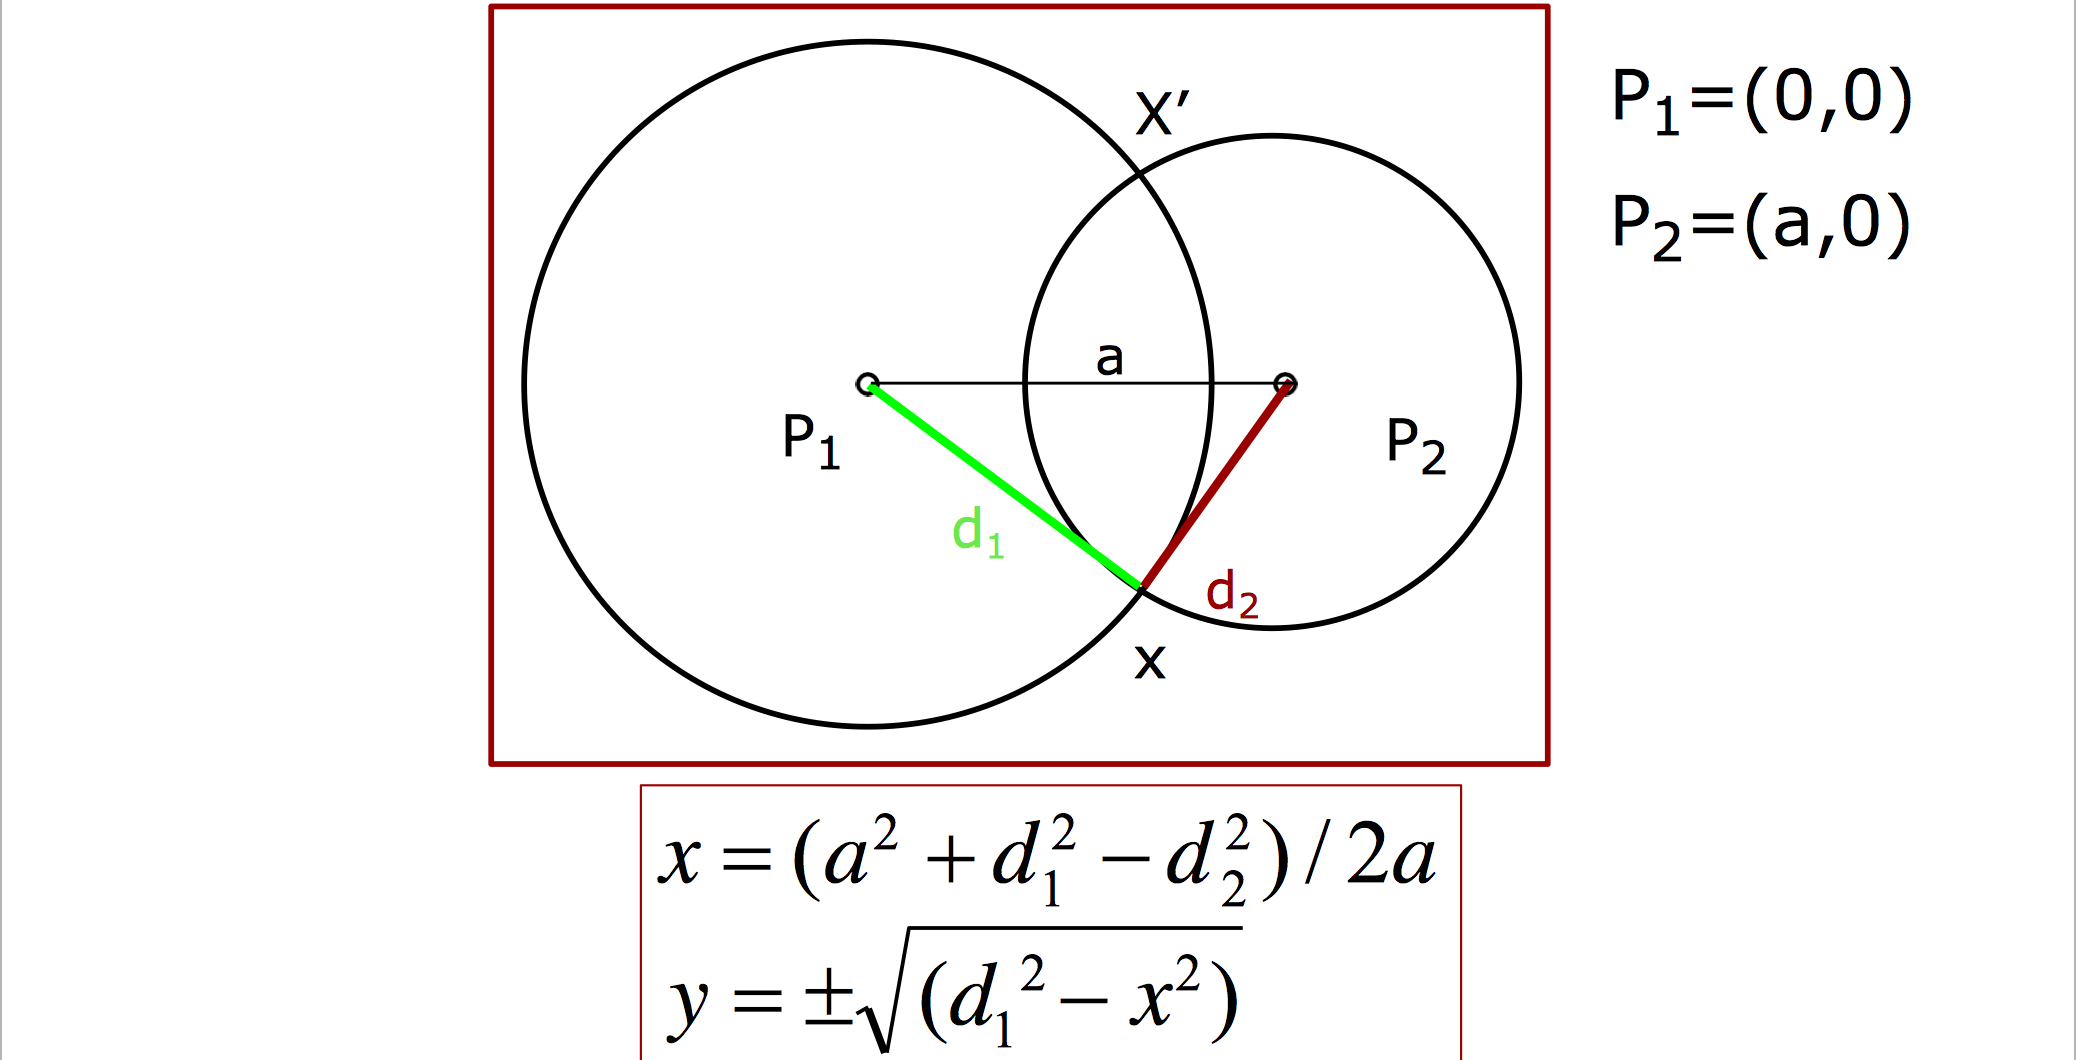 X’
P₁=(0,0)
P₂=(a,0)
a
P₁
P₂
d₁
d₂
x
x = (a² + d₁² − d₂²) / 2a
y = ±√(d₁² − x²)